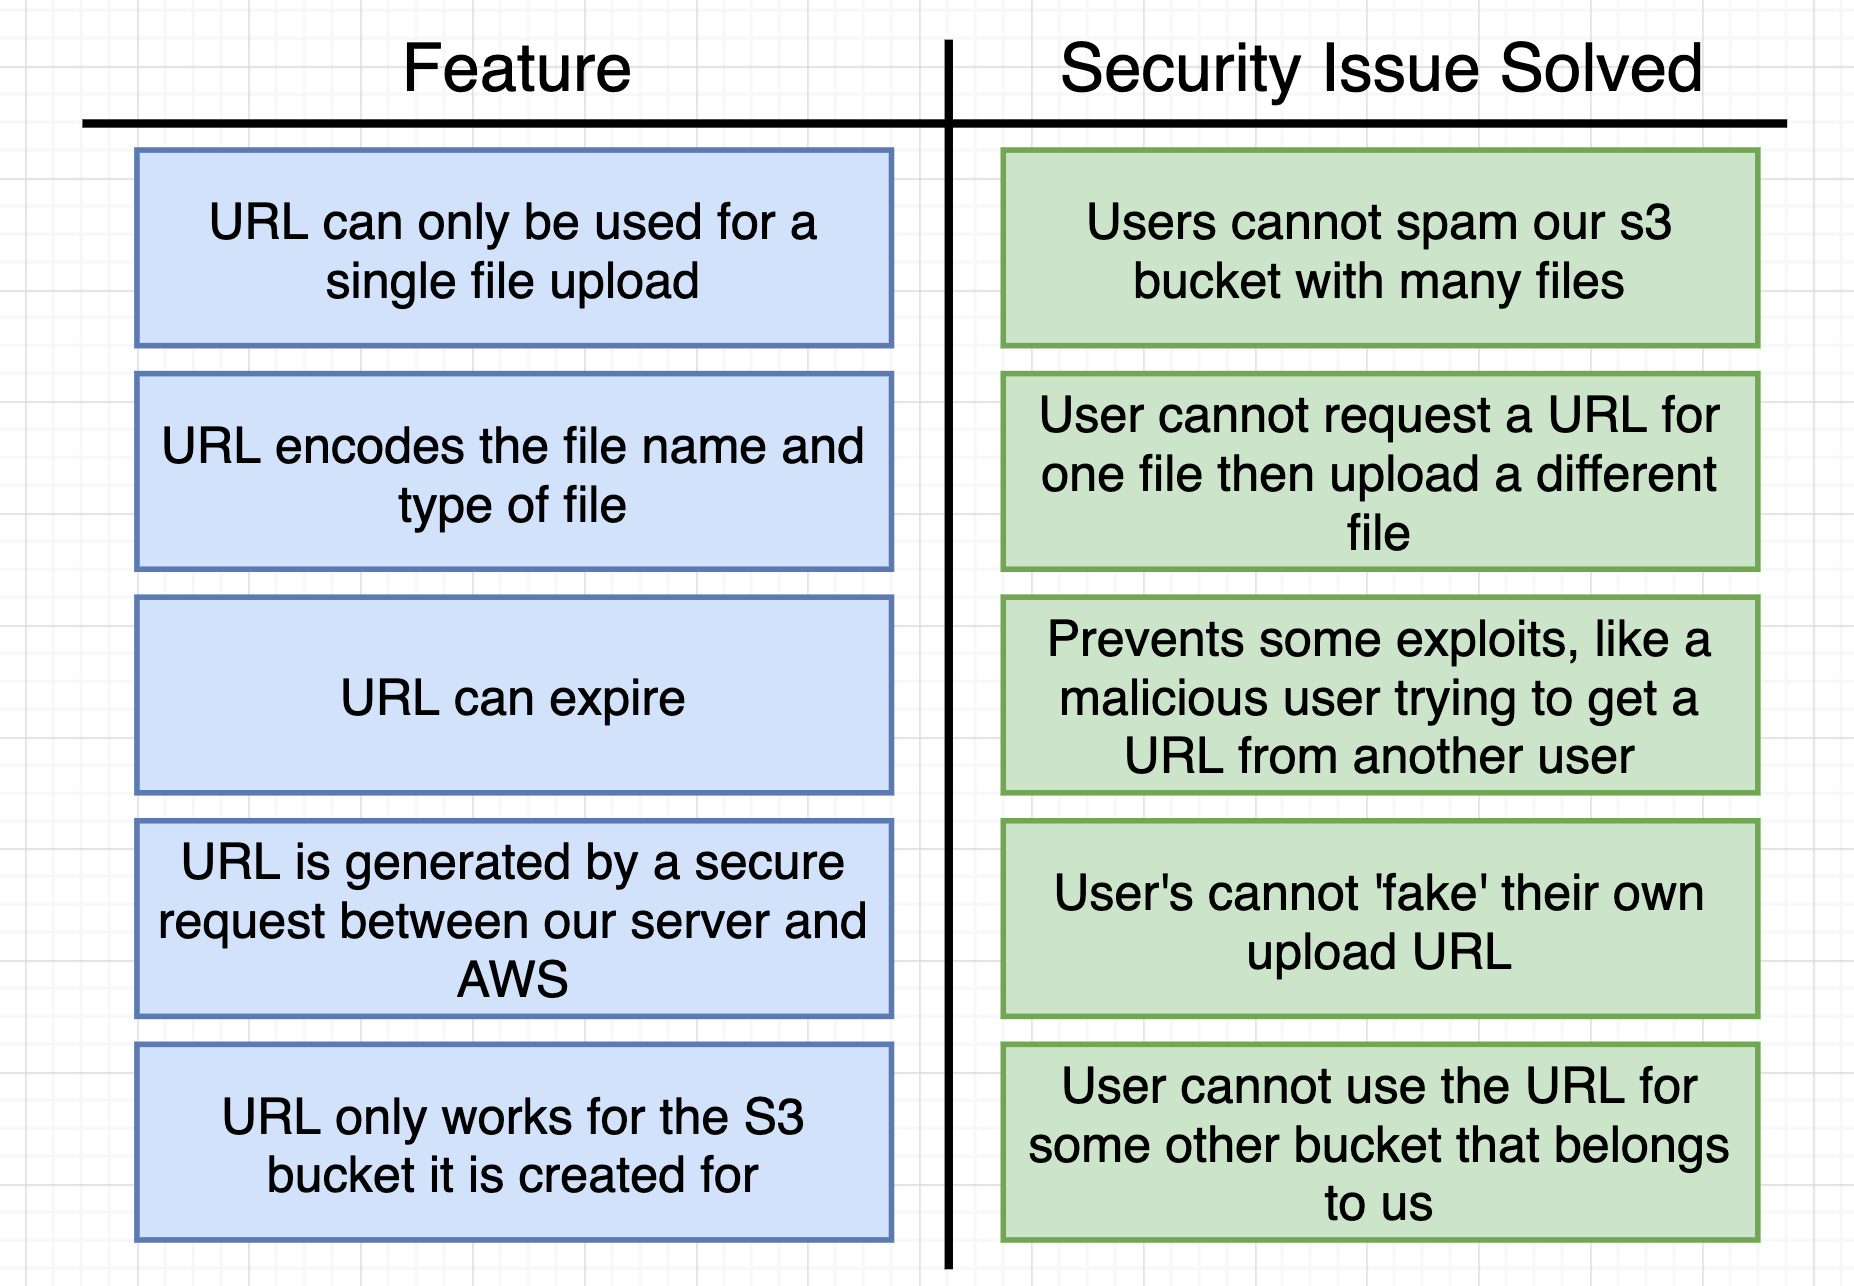 Feature
Security Issue Solved
URL can only be used for a
single file upload
Users cannot spam our s3
bucket with many files
URL encodes the file name and
type of file
User cannot request a URL for
one file then upload a different
file
URL can expire
Prevents some exploits, like a
malicious user trying to get a
URL from another user
URL is generated by a secure
request between our server and
AWS
User's cannot 'fake' their own
upload URL
URL only works for the S3
bucket it is created for
User cannot use the URL for
some other bucket that belongs
to us